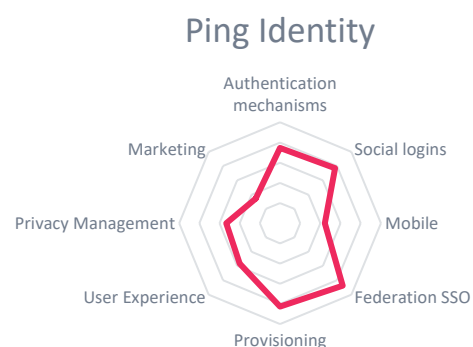 Ping Identity
Authentication
mechanisms
Marketing
Social logins
Privacy Management
Mobile
User Experience
Federation SSO
Provisioning